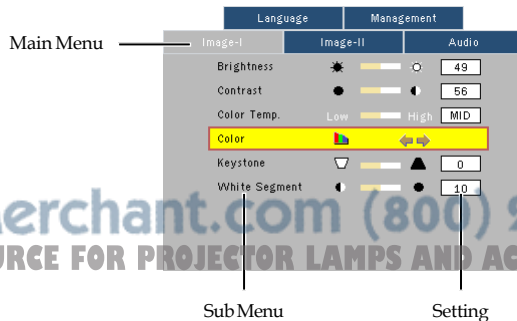 Language Management
Main Menu
Image-I Image-II Audio
Brightness 49
Contrast 56
Color Temp. Low High MID
Color
Keystone 0
White Segment 10
erchant.com (800) 9
URCE FOR PROJECTOR LAMPS AND AC
Sub Menu Setting